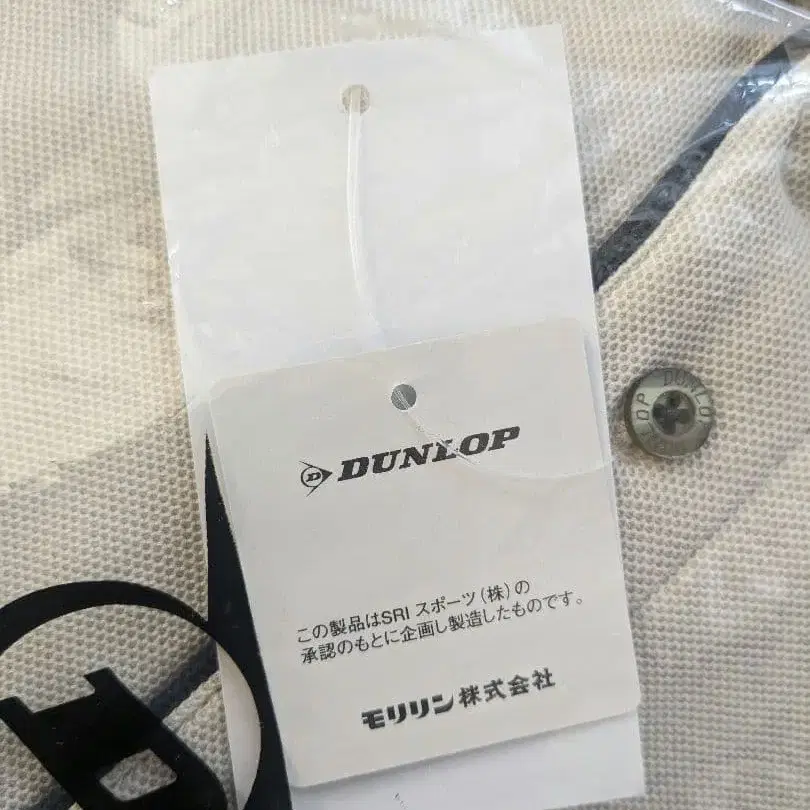 DUNLOP
この製品はSRI スポーツ(株)の
承認のもとに企画し製造したものです。
モリリン株式会社
DUNLOP
D